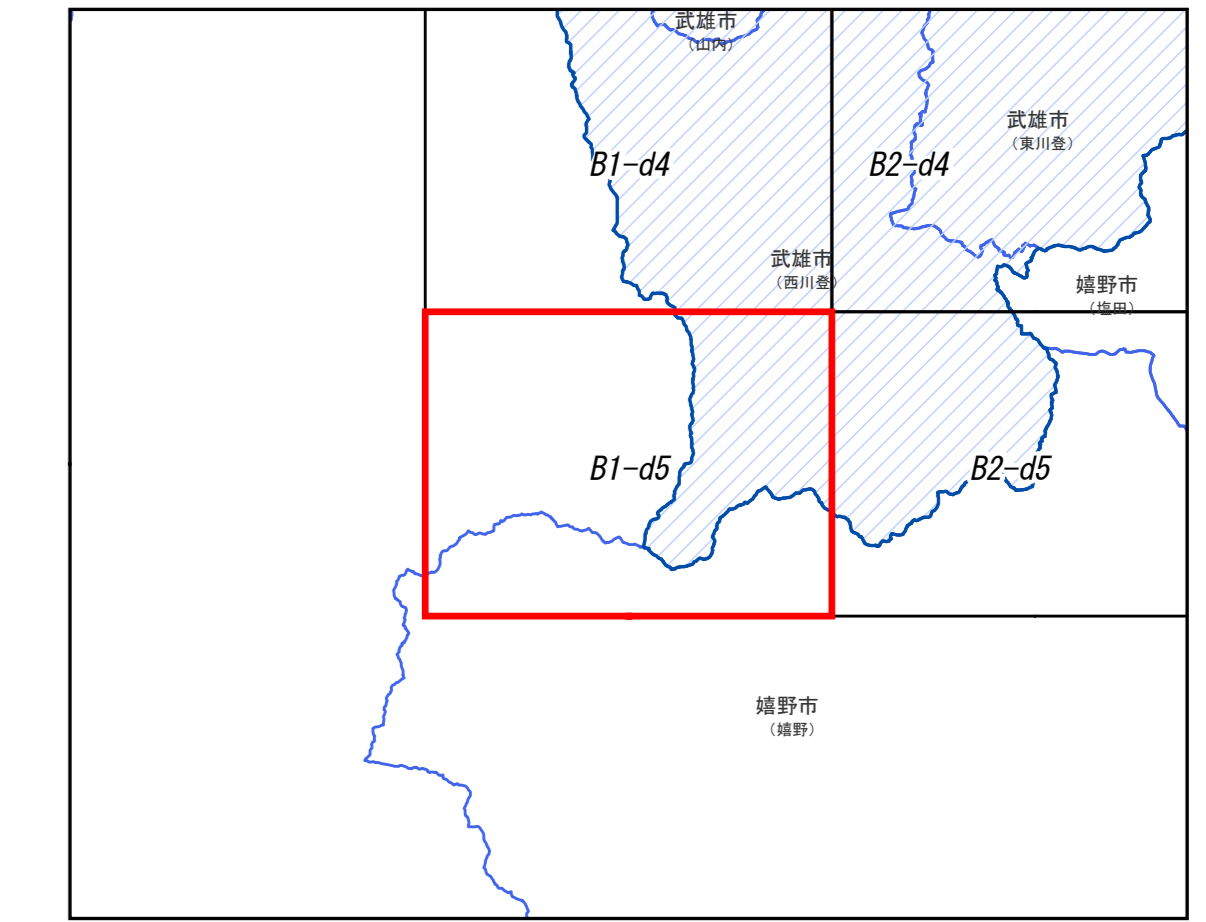 武雄市
（山内）
武雄市
（東川登）
B1-d4
B2-d4
武雄市
（西川登）
嬉野市
（塩田）
B1-d5
B2-d5
嬉野市
（嬉野）